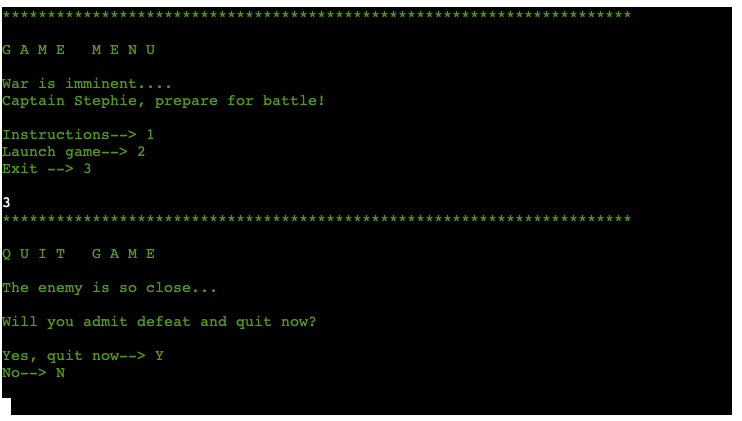 **********************************************************************
G A M E   M E N U
War is imminent....
Captain Stephie, prepare for battle!
Instructions--> 1
Launch game--> 2
Exit --> 3
3
**********************************************************************
Q U I T   G A M E
The enemy is so close...
Will you admit defeat and quit now?
Yes, quit now--> Y
No--> N